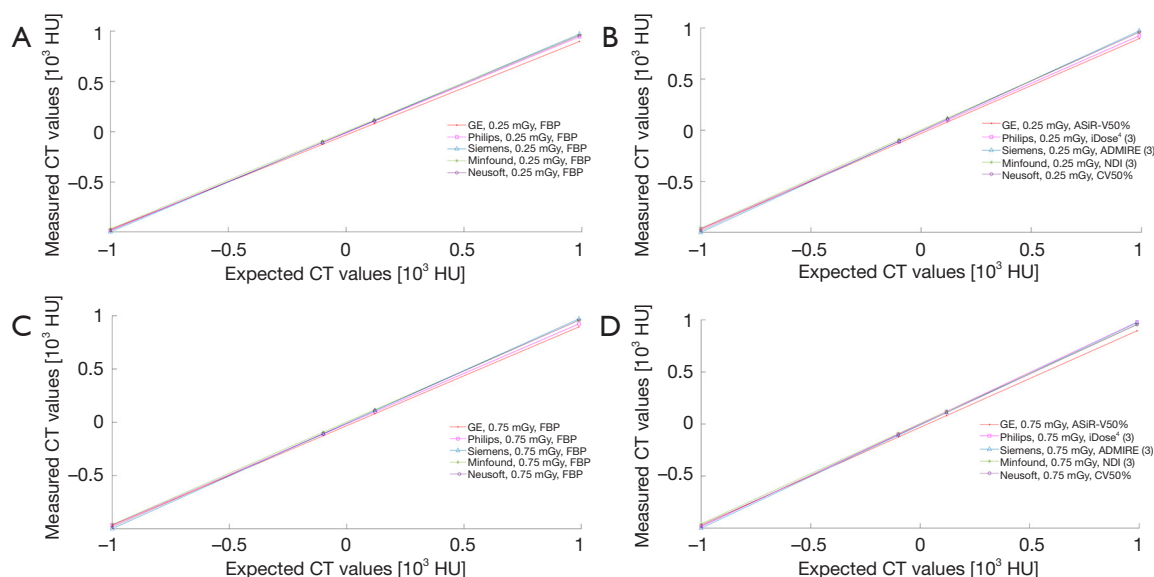 A
Measured CT values [10³ HU]
1
0.5
0
−0.5
−1
−0.5
0
0.5
1
Expected CT values [10³ HU]
GE, 0.25 mGy, FBP
Philips, 0.25 mGy, FBP
Siemens, 0.25 mGy, FBP
Minfound, 0.25 mGy, FBP
Neusoft, 0.25 mGy, FBP
B
Measured CT values [10³ HU]
1
0.5
0
−0.5
−1
−0.5
0
0.5
1
Expected CT values [10³ HU]
GE, 0.25 mGy, ASiR-V50%
Philips, 0.25 mGy, iDose⁴ (3)
Siemens, 0.25 mGy, ADMIRE (3)
Minfound, 0.25 mGy, NDI (3)
Neusoft, 0.25 mGy, CV50%
C
Measured CT values [10³ HU]
1
0.5
0
−0.5
−1
−0.5
0
0.5
1
Expected CT values [10³ HU]
GE, 0.75 mGy, FBP
Philips, 0.75 mGy, FBP
Siemens, 0.75 mGy, FBP
Minfound, 0.75 mGy, FBP
Neusoft, 0.75 mGy, FBP
D
Measured CT values [10³ HU]
1
0.5
0
−0.5
−1
−0.5
0
0.5
1
Expected CT values [10³ HU]
GE, 0.75 mGy, ASiR-V50%
Philips, 0.75 mGy, iDose⁴ (3)
Siemens, 0.75 mGy, ADMIRE (3)
Minfound, 0.75 mGy, NDI (3)
Neusoft, 0.75 mGy, CV50%